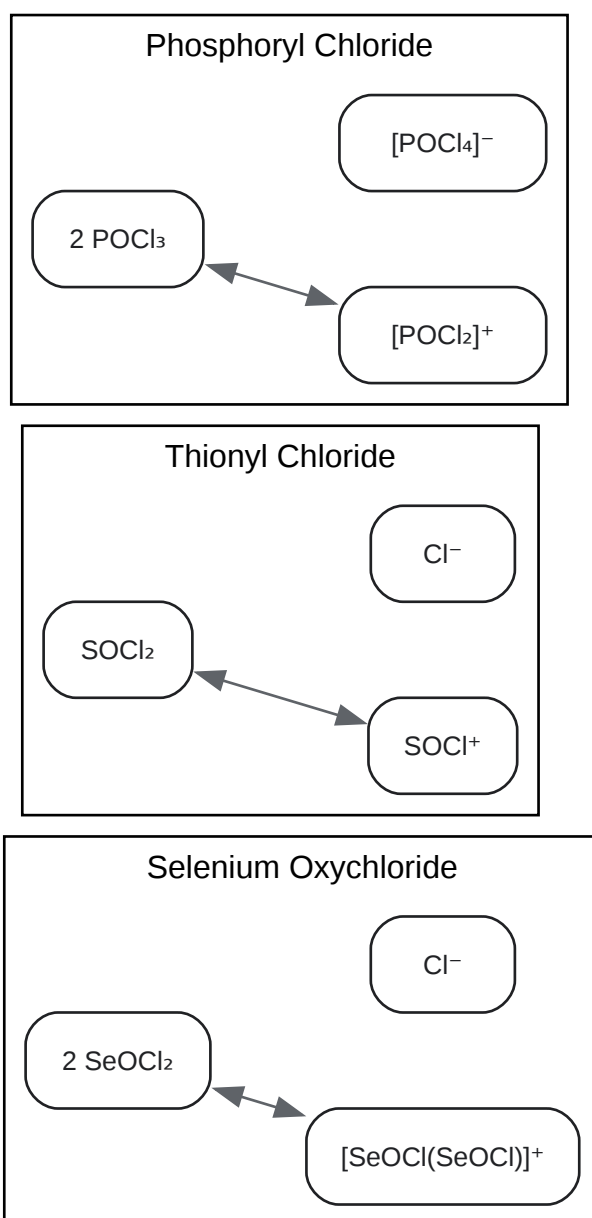 Phosphoryl Chloride
[POCl₄]⁻
2 POCl₃
[POCl₂]⁺
Thionyl Chloride
Cl⁻
SOCl₂
SOCl⁺
Selenium Oxychloride
Cl⁻
2 SeOCl₂
[SeOCl(SeOCl)]⁺